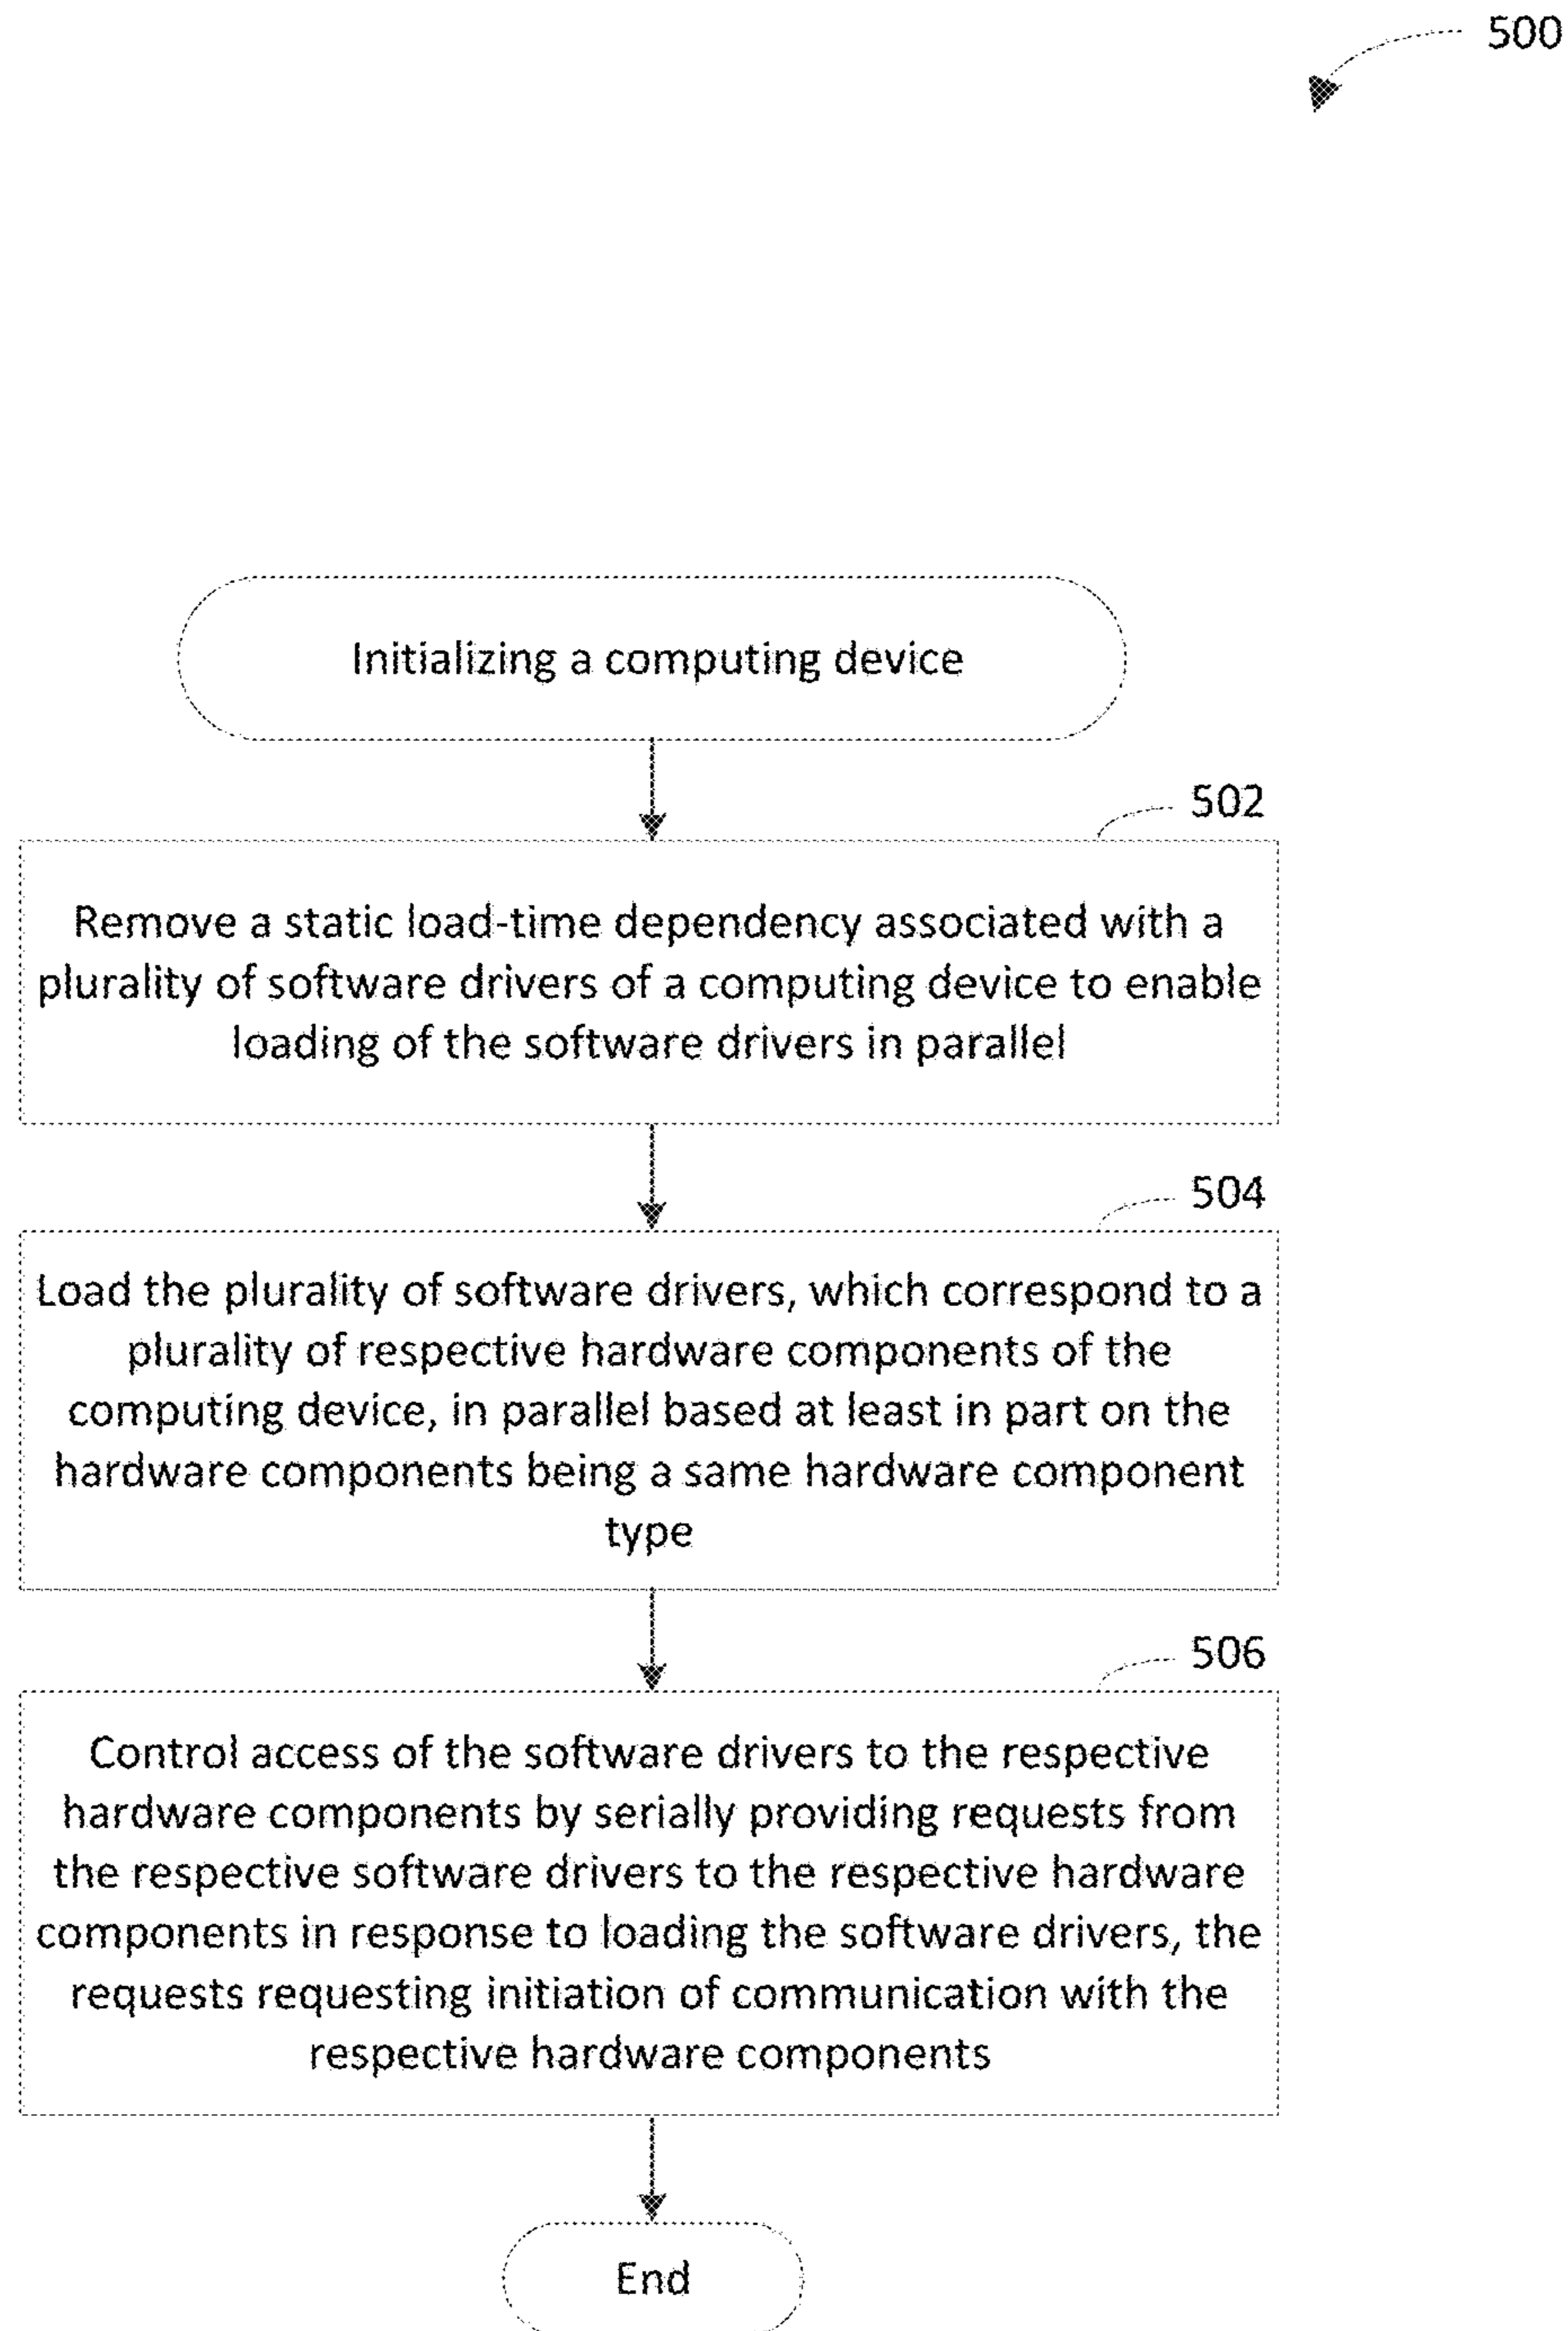 500
Initializing a computing device
502
Remove a static load-time dependency associated with a
plurality of software drivers of a computing device to enable
loading of the software drivers in parallel
504
Load the plurality of software drivers, which correspond to a
plurality of respective hardware components of the
computing device, in parallel based at least in part on the
hardware components being a same hardware component
type
506
Control access of the software drivers to the respective
hardware components by serially providing requests from
the respective software drivers to the respective hardware
components in response to loading the software drivers, the
requests requesting initiation of communication with the
respective hardware components
End